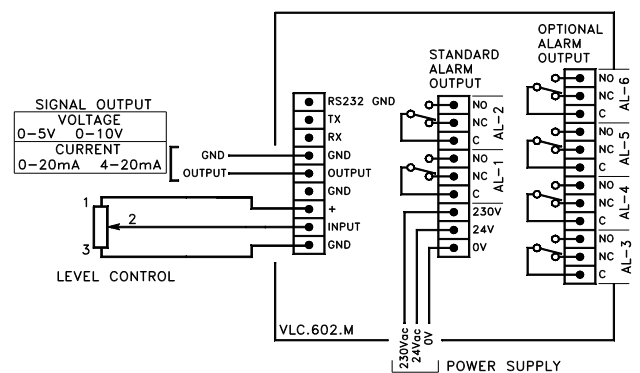 OPTIONAL
ALARM
OUTPUT
STANDARD
ALARM
OUTPUT
SIGNAL OUTPUT
VOLTAGE
0-5V 0-10V
CURRENT
0-20mA 4-20mA
GND
OUTPUT
1
2
3
LEVEL CONTROL
RS232 GND
TX
RX
GND
OUTPUT
GND
+
INPUT
GND
NO
NC
C
AL-2
NO
NC
C
AL-1
230V
24V
0V
NO
NC
C
AL-6
NO
NC
C
AL-5
NO
NC
C
AL-4
NO
NC
C
AL-3
VLC.602.M
230Vac
24Vac
0V
POWER SUPPLY